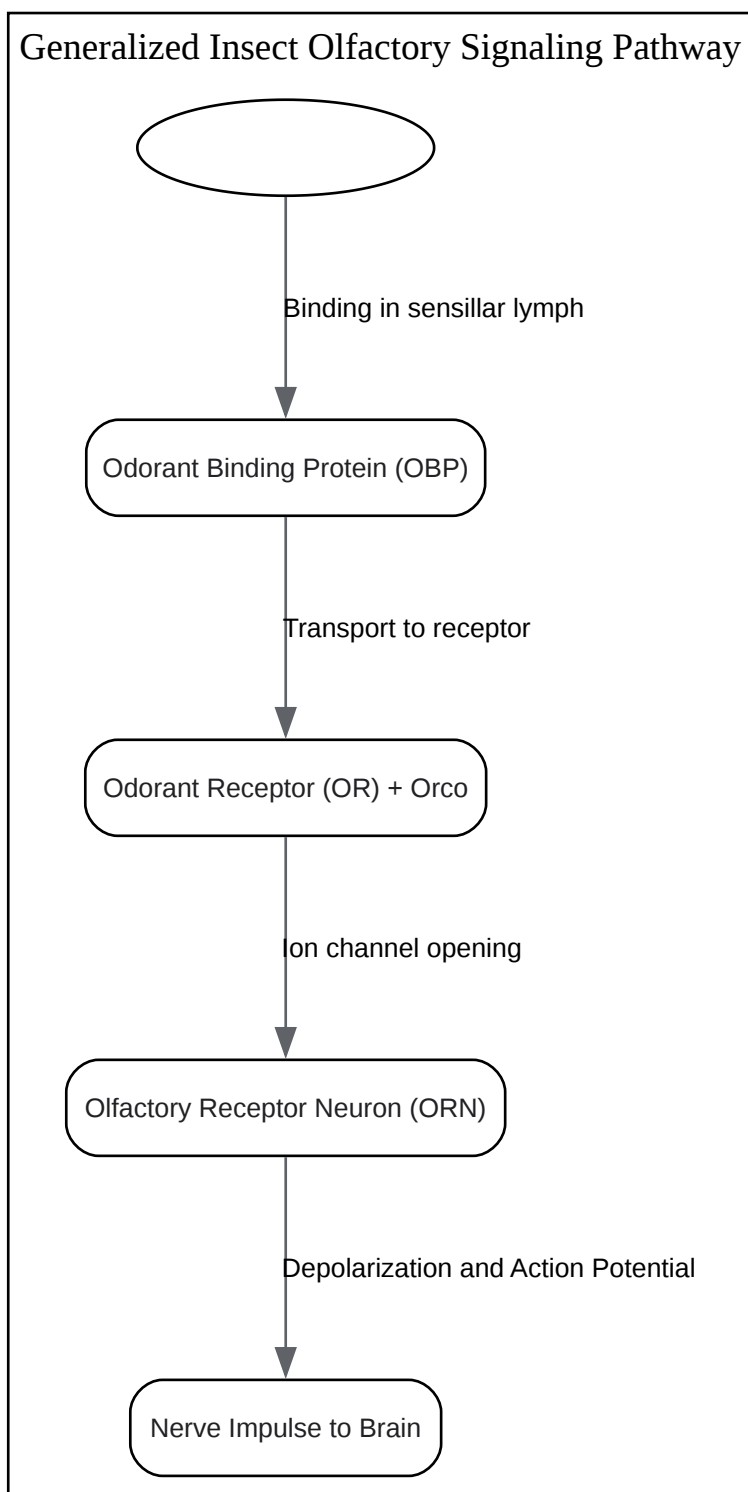 Generalized Insect Olfactory Signaling Pathway
Binding in sensillar lymph
Odorant Binding Protein (OBP)
Transport to receptor
Odorant Receptor (OR) + Orco
Ion channel opening
Olfactory Receptor Neuron (ORN)
Depolarization and Action Potential
Nerve Impulse to Brain